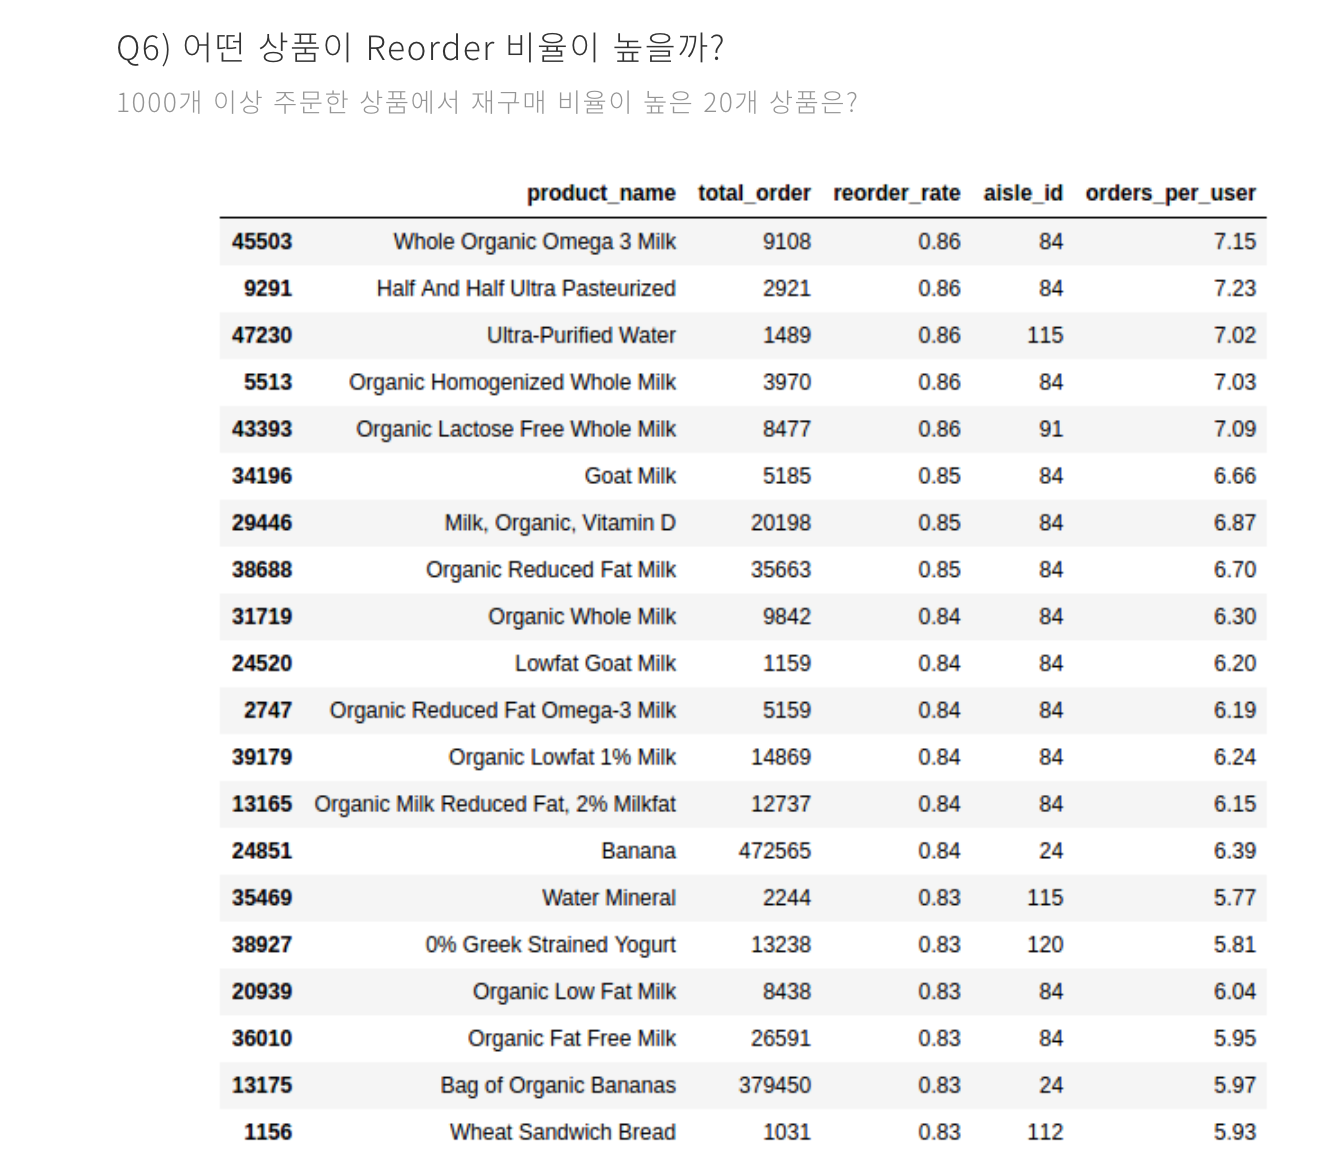 Q6) 어떤 상품이 Reorder 비율이 높을까?
1000개 이상 주문한 상품에서 재구매 비율이 높은 20개 상품은?
product_name total_order reorder_rate aisle_id orders_per_user
45503 Whole Organic Omega 3 Milk 9108 0.86 84 7.15
9291 Half And Half Ultra Pasteurized 2921 0.86 84 7.23
47230 Ultra-Purified Water 1489 0.86 115 7.02
5513 Organic Homogenized Whole Milk 3970 0.86 84 7.03
43393 Organic Lactose Free Whole Milk 8477 0.86 91 7.09
34196 Goat Milk 5185 0.85 84 6.66
29446 Milk, Organic, Vitamin D 20198 0.85 84 6.87
38688 Organic Reduced Fat Milk 35663 0.85 84 6.70
31719 Organic Whole Milk 9842 0.84 84 6.30
24520 Lowfat Goat Milk 1159 0.84 84 6.20
2747 Organic Reduced Fat Omega-3 Milk 5159 0.84 84 6.19
39179 Organic Lowfat 1% Milk 14869 0.84 84 6.24
13165 Organic Milk Reduced Fat, 2% Milkfat 12737 0.84 84 6.15
24851 Banana 472565 0.84 24 6.39
35469 Water Mineral 2244 0.83 115 5.77
38927 0% Greek Strained Yogurt 13238 0.83 120 5.81
20939 Organic Low Fat Milk 8438 0.83 84 6.04
36010 Organic Fat Free Milk 26591 0.83 84 5.95
13175 Bag of Organic Bananas 379450 0.83 24 5.97
1156 Wheat Sandwich Bread 1031 0.83 112 5.93